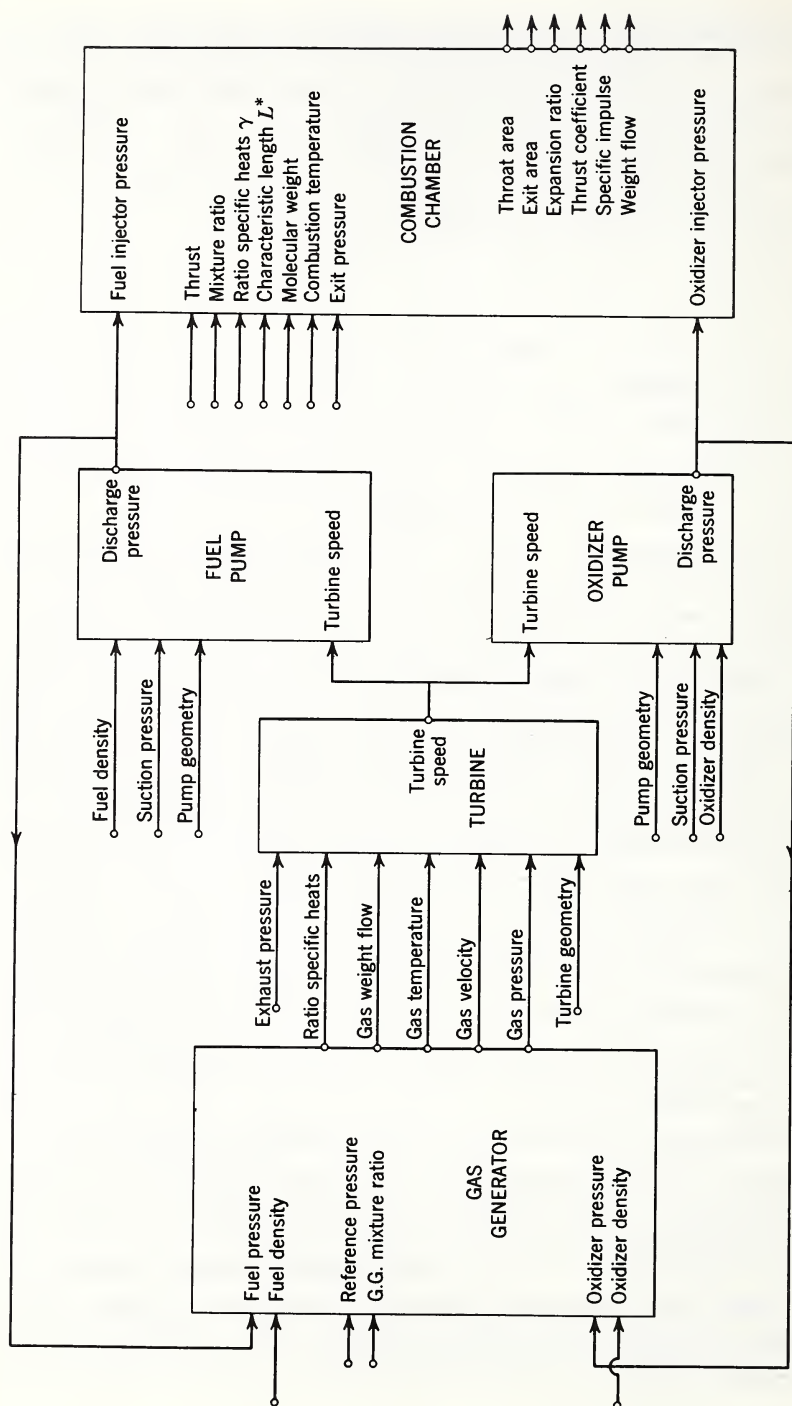 Fuel pressure
Fuel density
Reference pressure
G.G. mixture ratio
GAS
GENERATOR
Oxidizer pressure
Oxidizer density
Exhaust pressure
Ratio specific heats
Gas weight flow
Gas temperature
Gas velocity
Gas pressure
Turbine geometry
Turbine
speed
TURBINE
Fuel density
Suction pressure
Pump geometry
Discharge
pressure
FUEL
PUMP
Turbine speed
Pump geometry
Suction pressure
Oxidizer density
Turbine speed
OXIDIZER
PUMP
Discharge
pressure
Fuel injector pressure
Thrust
Mixture ratio
Ratio specific heats γ
Characteristic length L*
Molecular weight
Combustion temperature
Exit pressure
COMBUSTION
CHAMBER
Throat area
Exit area
Expansion ratio
Thrust coefficient
Specific impulse
Weight flow
Oxidizer injector pressure